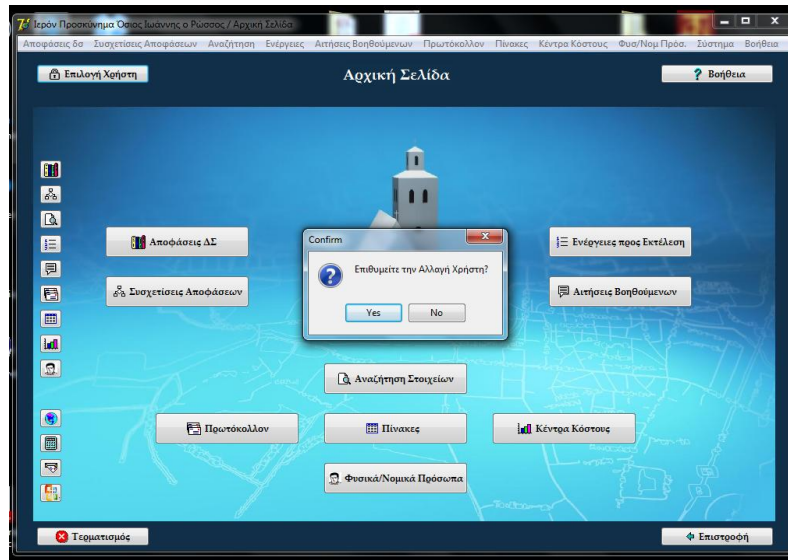 Ιερόν Προσκύνημα Όσιος Ιωάννης ο Ρώσσος / Αρχική Σελίδα
Αποφάσεις δσ Συσχετίσεις Αποφάσεων Αναζήτηση Ενέργειες Αιτήσεις Βοηθούμενων Πρωτόκολλον Πίνακες Κέντρα Κόστους Φυσ/Νομ Πρόσ. Σύστημα Βοήθεια
Επιλογή Χρήστη
Αρχική Σελίδα
Βοήθεια
Αποφάσεις ΔΣ
Ενέργειες προς Εκτέλεση
Confirm
Επιθυμείτε την Αλλαγή Χρήστη?
Συσχετίσεις Αποφάσεων
Αιτήσεις Βοηθούμενων
Yes No
Αναζήτηση Στοιχείων
Πρωτόκολλον
Πίνακες
Κέντρα Κόστους
Φυσικά/Νομικά Πρόσωπα
Τερματισμός
Επιστροφή